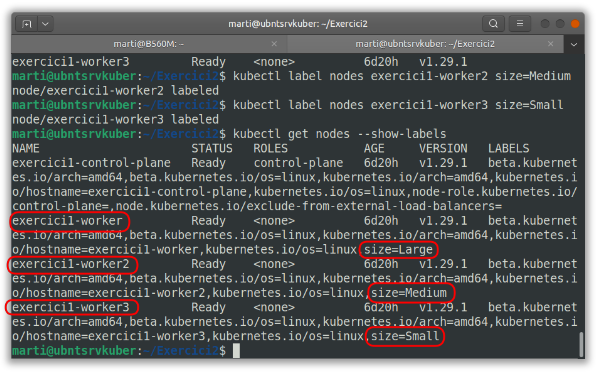 marti@ubntsrvkuber: ~/Exercici2
marti@B560M: ~
marti@ubntsrvkuber: ~/Exercici2
exercici1-worker3 Ready <none> 6d20h v1.29.1
marti@ubntsrvkuber:~/Exercici2$ kubectl label nodes exercici1-worker2 size=Medium
node/exercici1-worker2 labeled
marti@ubntsrvkuber:~/Exercici2$ kubectl label nodes exercici1-worker3 size=Small
node/exercici1-worker3 labeled
marti@ubntsrvkuber:~/Exercici2$ kubectl get nodes --show-labels
NAME STATUS ROLES AGE VERSION LABELS
exercici1-control-plane Ready control-plane 6d20h v1.29.1 beta.kubernet
es.io/arch=amd64,beta.kubernetes.io/os=linux,kubernetes.io/arch=amd64,kubernetes.i
o/hostname=exercici1-control-plane,kubernetes.io/os=linux,node-role.kubernetes.io/
control-plane=,node.kubernetes.io/exclude-from-external-load-balancers=
exercici1-worker Ready <none> 6d20h v1.29.1 beta.kubernet
es.io/arch=amd64,beta.kubernetes.io/os=linux,kubernetes.io/arch=amd64,kubernetes.i
o/hostname=exercici1-worker,kubernetes.io/os=linux,size=Large
exercici1-worker2 Ready <none> 6d20h v1.29.1 beta.kubernet
es.io/arch=amd64,beta.kubernetes.io/os=linux,kubernetes.io/arch=amd64,kubernetes.i
o/hostname=exercici1-worker2,kubernetes.io/os=linux,size=Medium
exercici1-worker3 Ready <none> 6d20h v1.29.1 beta.kubernet
es.io/arch=amd64,beta.kubernetes.io/os=linux,kubernetes.io/arch=amd64,kubernetes.i
o/hostname=exercici1-worker3,kubernetes.io/os=linux,size=Small
marti@ubntsrvkuber:~/Exercici2$